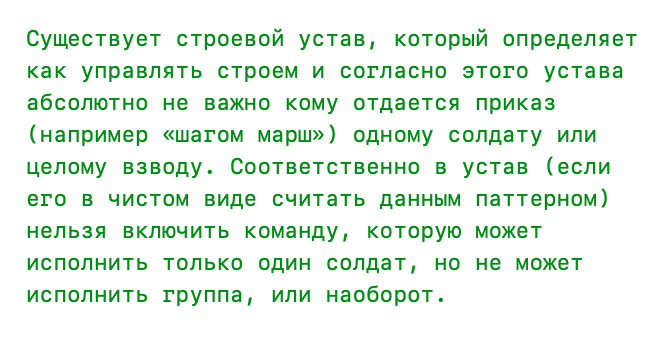 Существует строевой устав, который определяет
как управлять строем и согласно этого устава
абсолютно не важно кому отдается приказ
(например «шагом марш») одному солдату или
целому взводу. Соответственно в устав (если
его в чистом виде считать данным паттерном)
нельзя включить команду, которую может
исполнить только один солдат, но не может
исполнить группа, или наоборот.